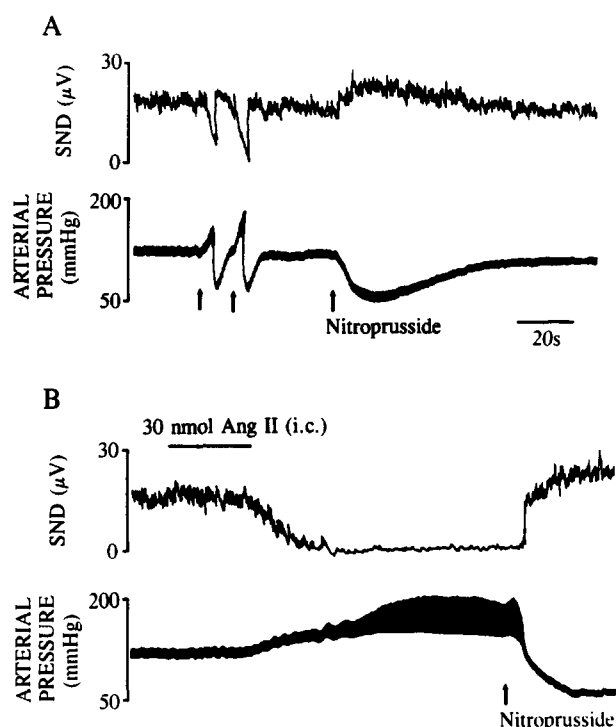 A
30
SND (µV)
0
200
ARTERIAL
PRESSURE
(mmHg)
50
Nitroprusside
20s
B
30 nmol Ang II (i.c.)
30
SND (µV)
0
200
ARTERIAL
PRESSURE
(mmHg)
50
Nitroprusside